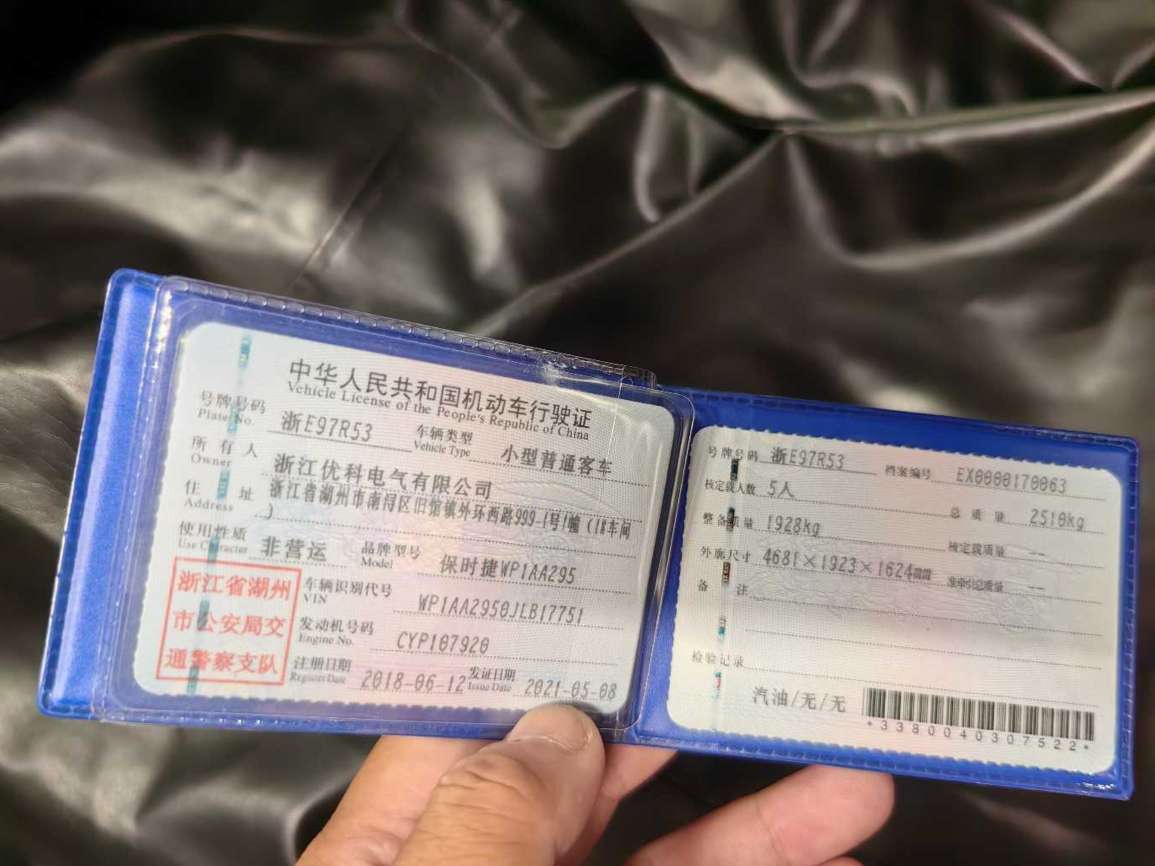 中华人民共和国机动车行驶证
Vehicle License of the People's Republic of China
号牌号码 浙E97R53 车辆类型 小型普通客车
Plate No. Vehicle Type
所有人 浙江优科电气有限公司
Owner
住址 浙江省湖州市南浔区旧馆镇外环西路999-1号1幢（1#车间
Address ）
使用性质 非营运 品牌型号 保时捷WP1AA295
Use Character Model
浙江省湖州
市公安局交
通警察支队
车辆识别代号 WP1AA2950JLB17751
VIN
发动机号码 CYP107920
Engine No.
注册日期 2018-06-12 发证日期 2021-05-08
Register Date Issue Date
号牌号码 浙E97R53 档案编号 EX0000170063
核定载人数 5人 总质量 2510kg
整备质量 1928kg 核定载质量 --
外廓尺寸 4681×1923×1624mm 准牵引总质量 --
备注
检验记录
汽油/无/无
*3380040307522*